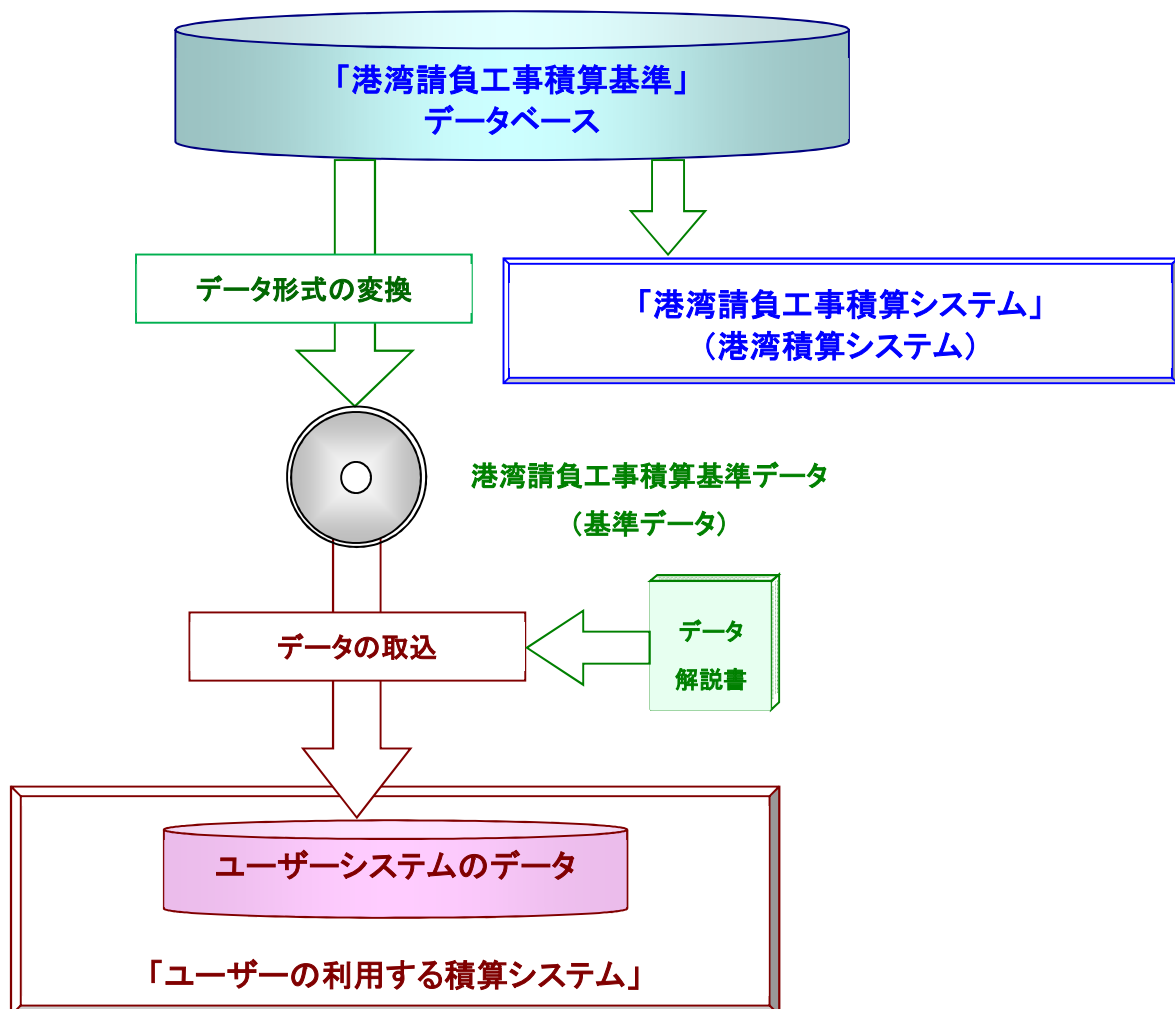 「港湾請負工事積算基準」
データベース
データ形式の変換
「港湾請負工事積算システム」
（港湾積算システム）
港湾請負工事積算基準データ
（基準データ）
データの取込
データ
解説書
ユーザーシステムのデータ
「ユーザーの利用する積算システム」